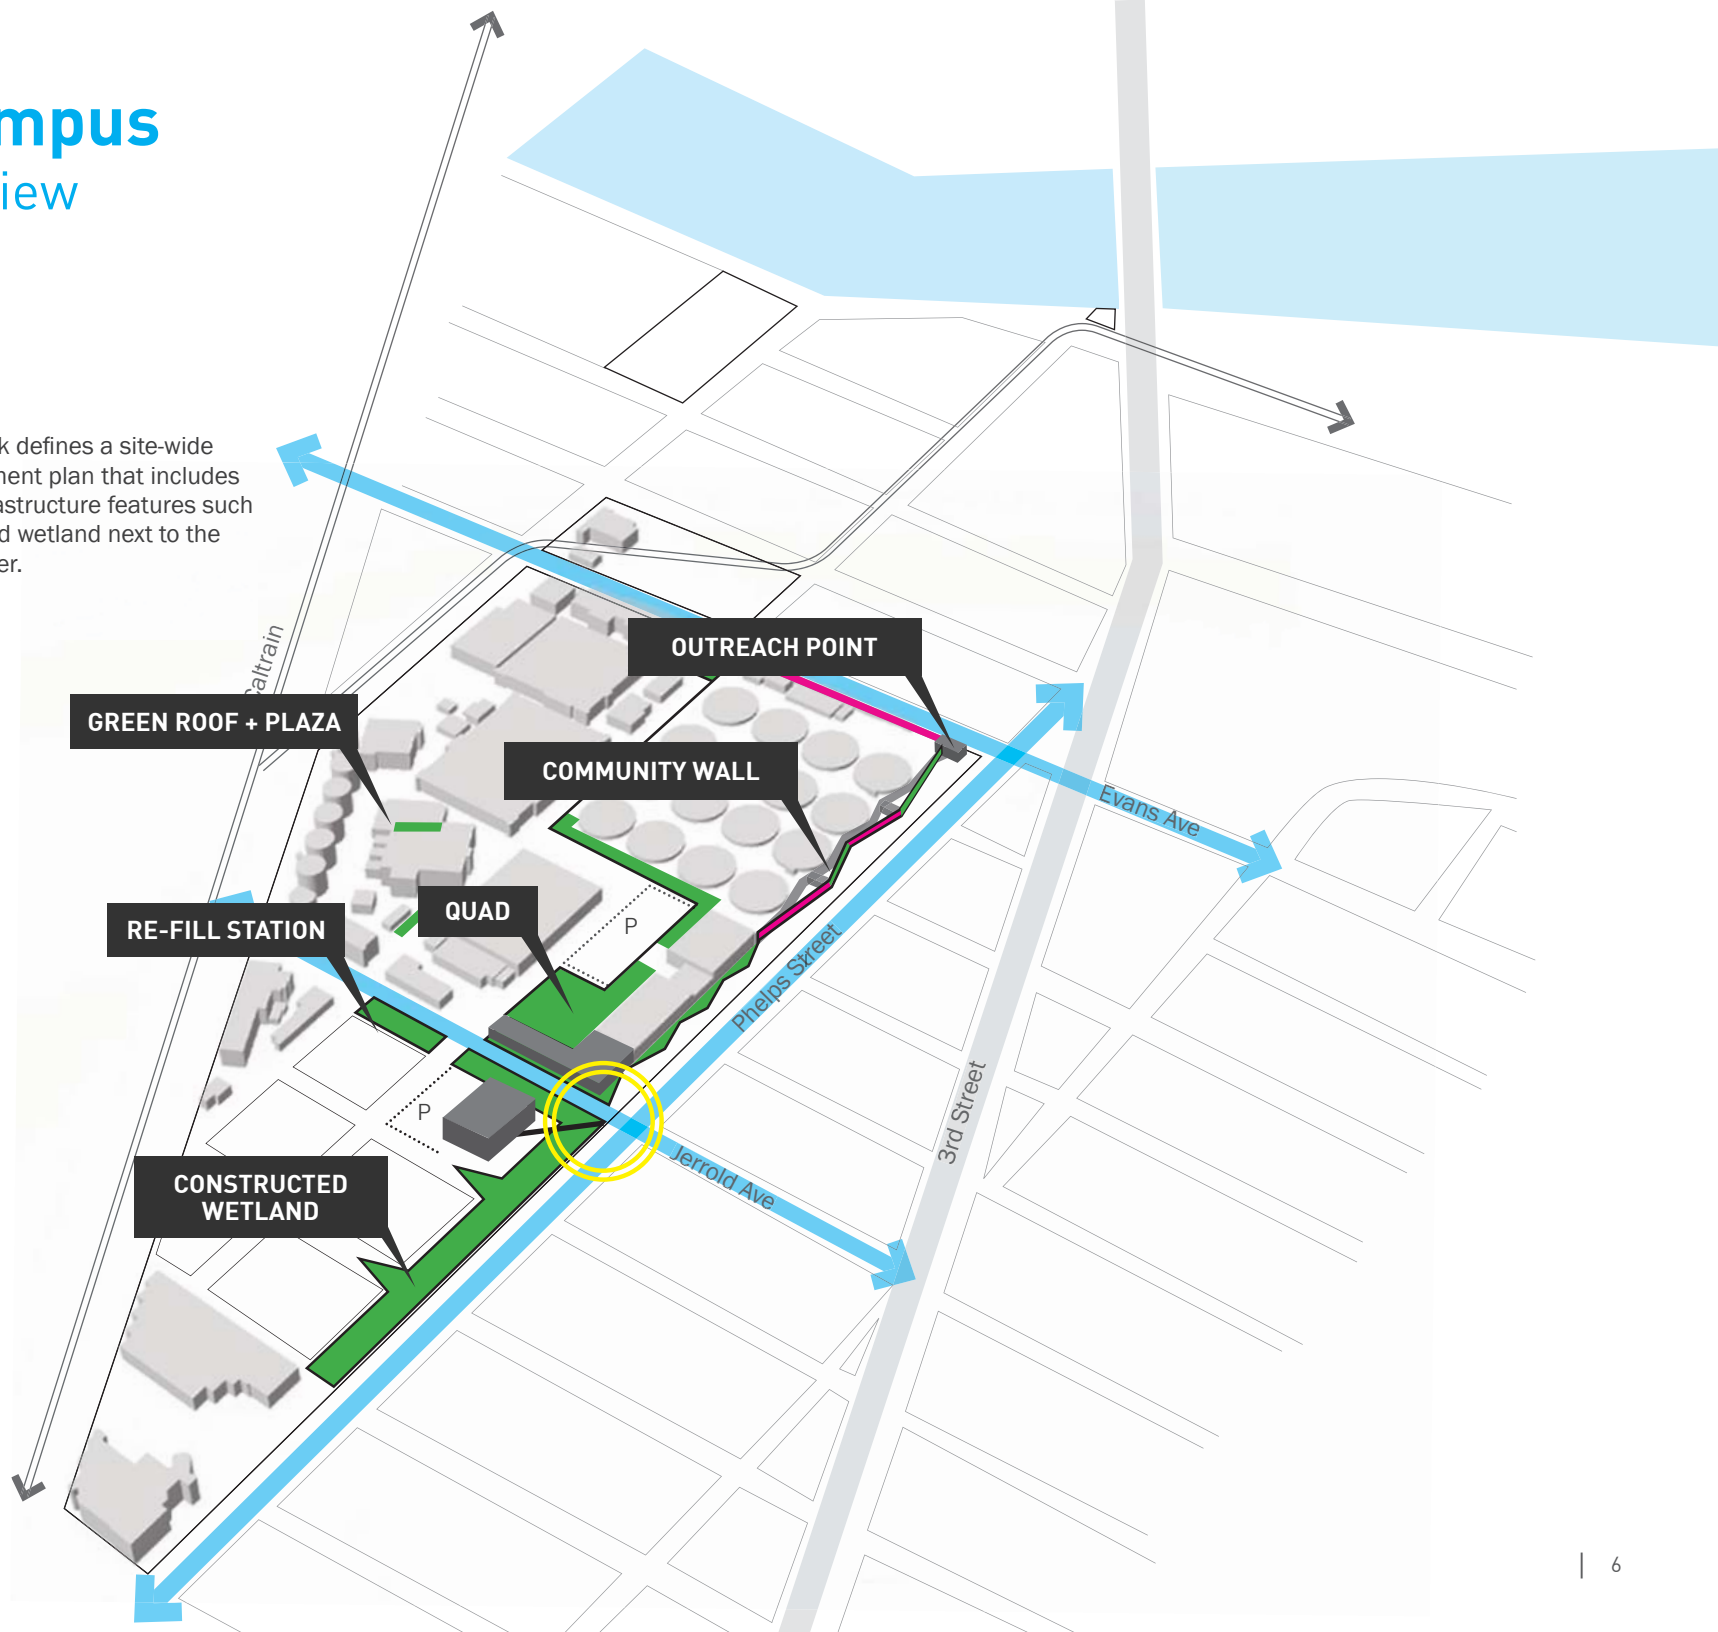 mpus
iew
k defines a site-wide
ment plan that includes
astructure features such
d wetland next to the
er.
Caltrain
OUTREACH POINT
GREEN ROOF + PLAZA
COMMUNITY WALL
Evans Ave
QUAD
P
RE-FILL STATION
Phelps Street
P
3rd Street
Jerrold Ave
CONSTRUCTED
WETLAND
6